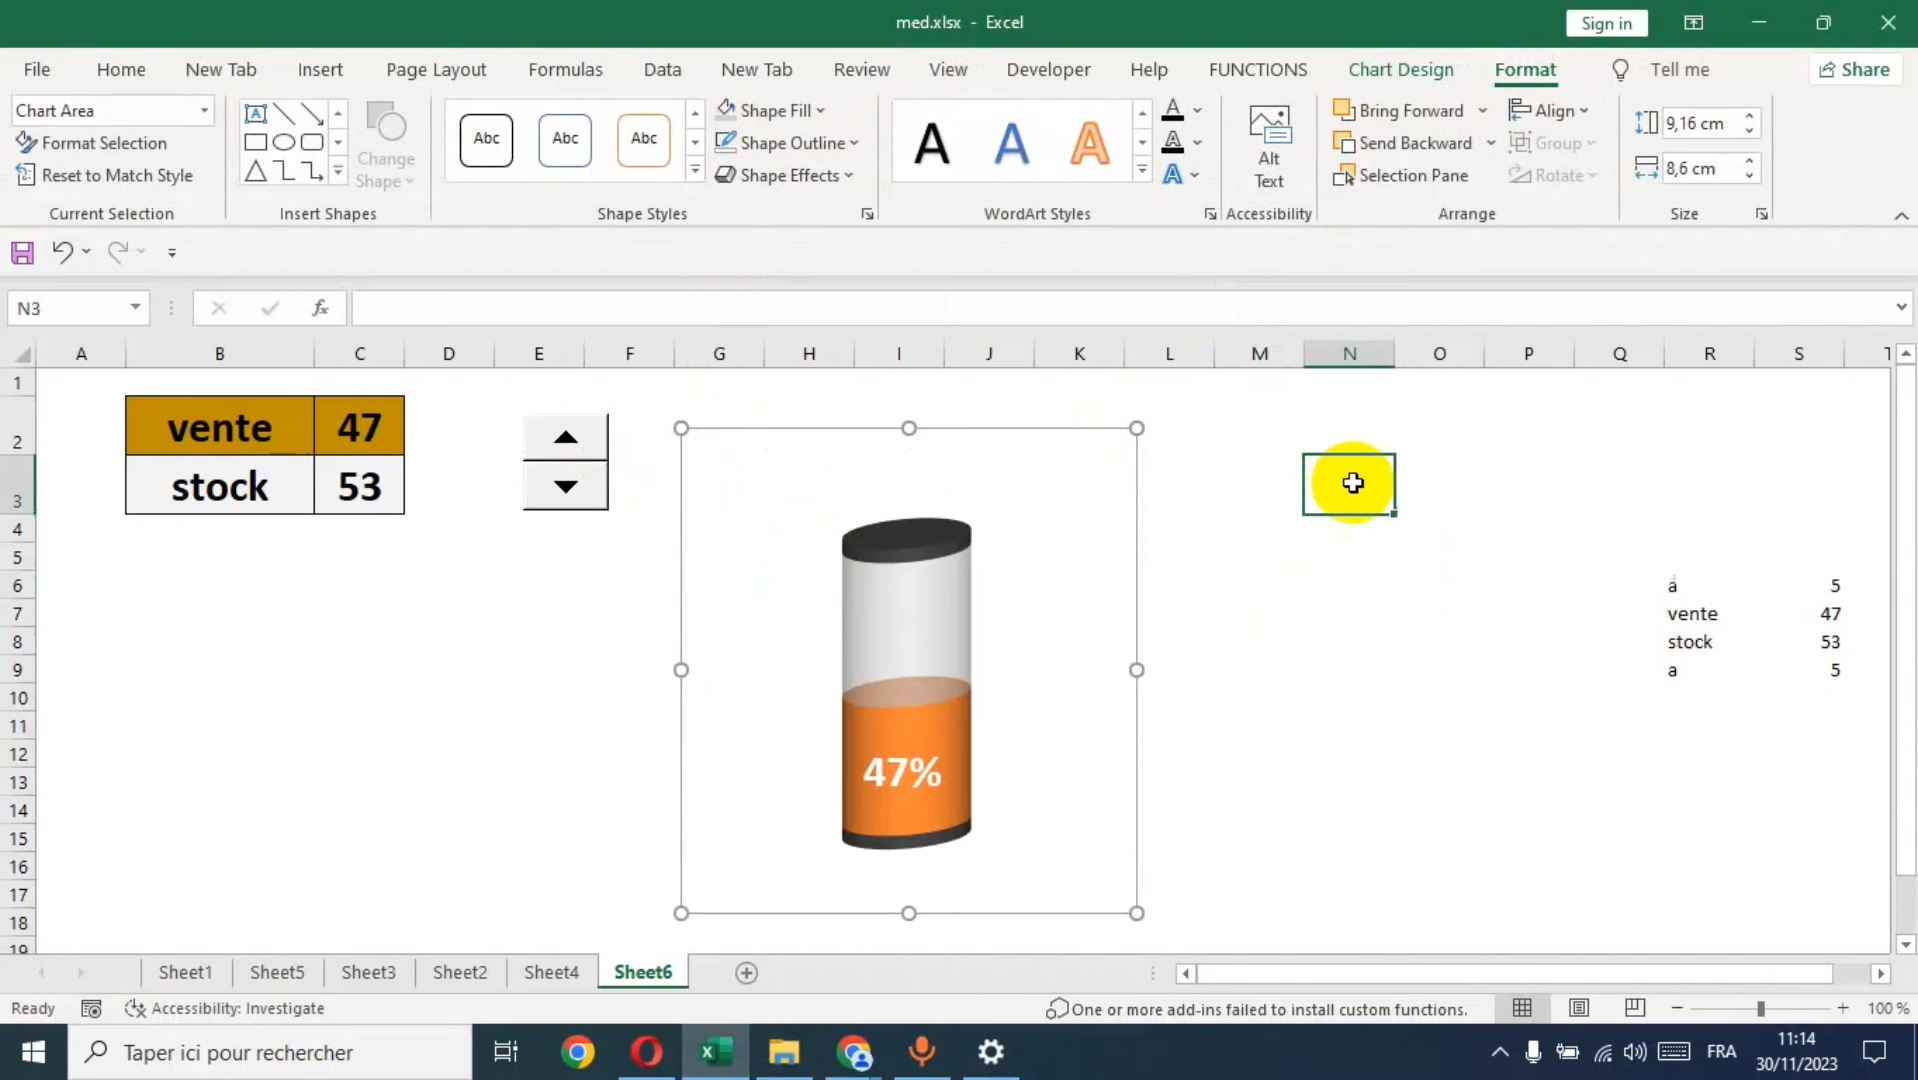 med.xlsx - Excel
Sign in
File Home New Tab Insert Page Layout Formulas Data New Tab Review View Developer Help FUNCTIONS Chart Design Format Tell me Share
Chart Area
Format Selection
Reset to Match Style
Current Selection
Change Shape
Insert Shapes
Abc Abc Abc
Shape Fill
Shape Outline
Shape Effects
Shape Styles
A A A
WordArt Styles
Alt Text
Accessibility
Bring Forward
Send Backward
Selection Pane
Align
Group
Rotate
Arrange
9,16 cm
8,6 cm
Size
N3
fx
A B C D E F G H I J K L M N O P Q R S T
1
2
3
4
5
6
7
8
9
10
11
12
13
14
15
16
17
18
19
vente 47
stock 53
47%
a 5
vente 47
stock 53
a 5
Sheet1 Sheet5 Sheet3 Sheet2 Sheet4 Sheet6
Ready Accessibility: Investigate One or more add-ins failed to install custom functions. 100 %
Taper ici pour rechercher
FRA
11:14
30/11/2023